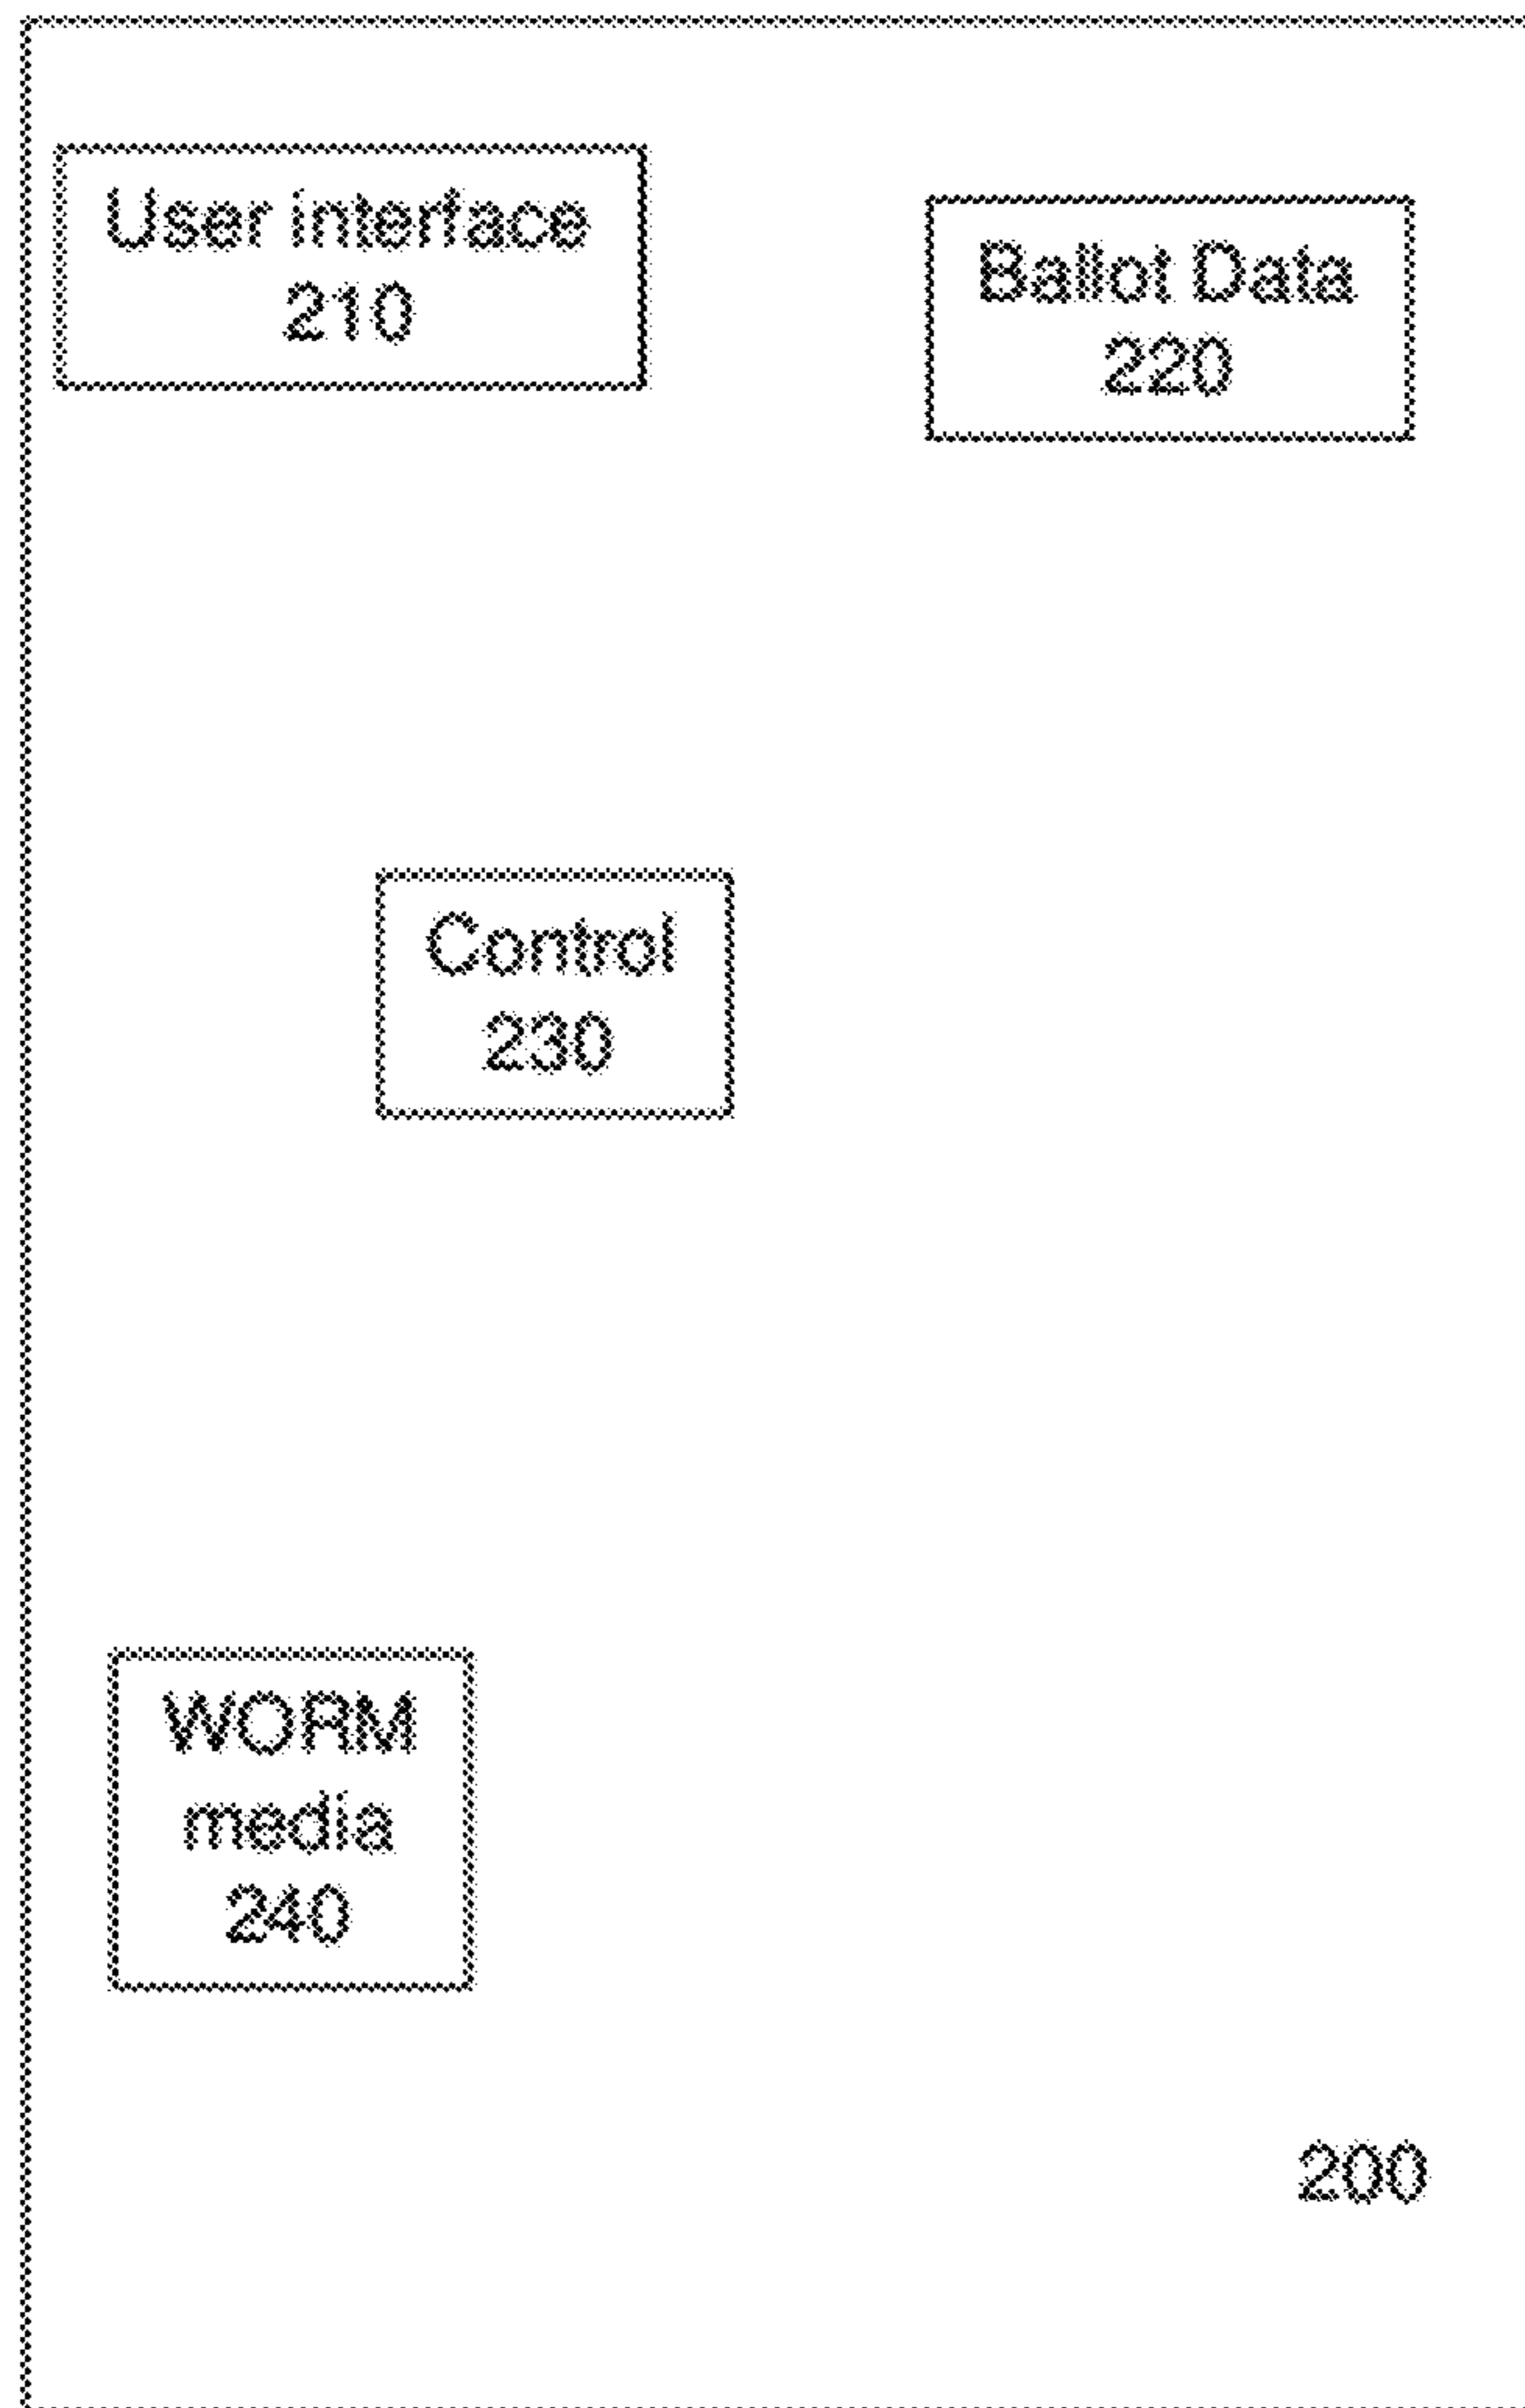 User interface
210
Ballot Data
220
Control
230
WORM
media
240
200